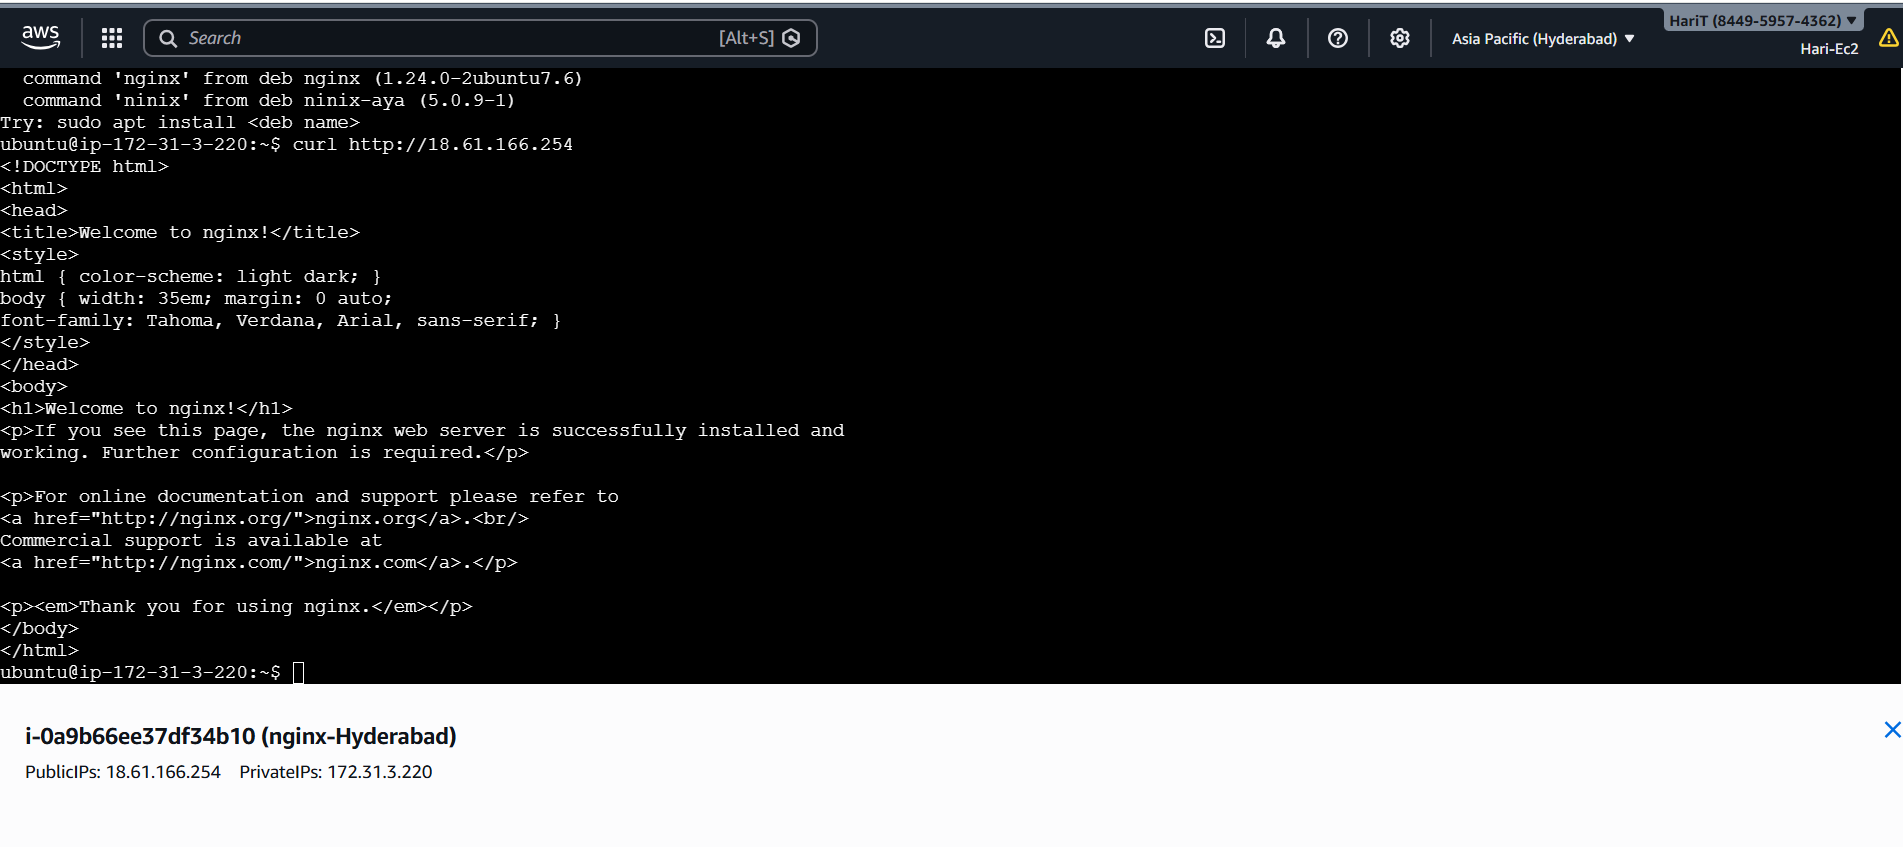 aws
Search
[Alt+S]
Asia Pacific (Hyderabad)
HariT (8449-5957-4362)
Hari-Ec2
command 'nginx' from deb nginx (1.24.0-2ubuntu7.6)
command 'ninix' from deb ninix-aya (5.0.9-1)
Try: sudo apt install <deb name>
ubuntu@ip-172-31-3-220:~$ curl http://18.61.166.254
<!DOCTYPE html>
<html>
<head>
<title>Welcome to nginx!</title>
<style>
html { color-scheme: light dark; }
body { width: 35em; margin: 0 auto;
font-family: Tahoma, Verdana, Arial, sans-serif; }
</style>
</head>
<body>
<h1>Welcome to nginx!</h1>
<p>If you see this page, the nginx web server is successfully installed and
working. Further configuration is required.</p>
<p>For online documentation and support please refer to
<a href="http://nginx.org/">nginx.org</a>.<br/>
Commercial support is available at
<a href="http://nginx.com/">nginx.com</a>.</p>
<p><em>Thank you for using nginx.</em></p>
</body>
</html>
ubuntu@ip-172-31-3-220:~$
i-0a9b66ee37df34b10 (nginx-Hyderabad)
PublicIPs: 18.61.166.254 PrivateIPs: 172.31.3.220